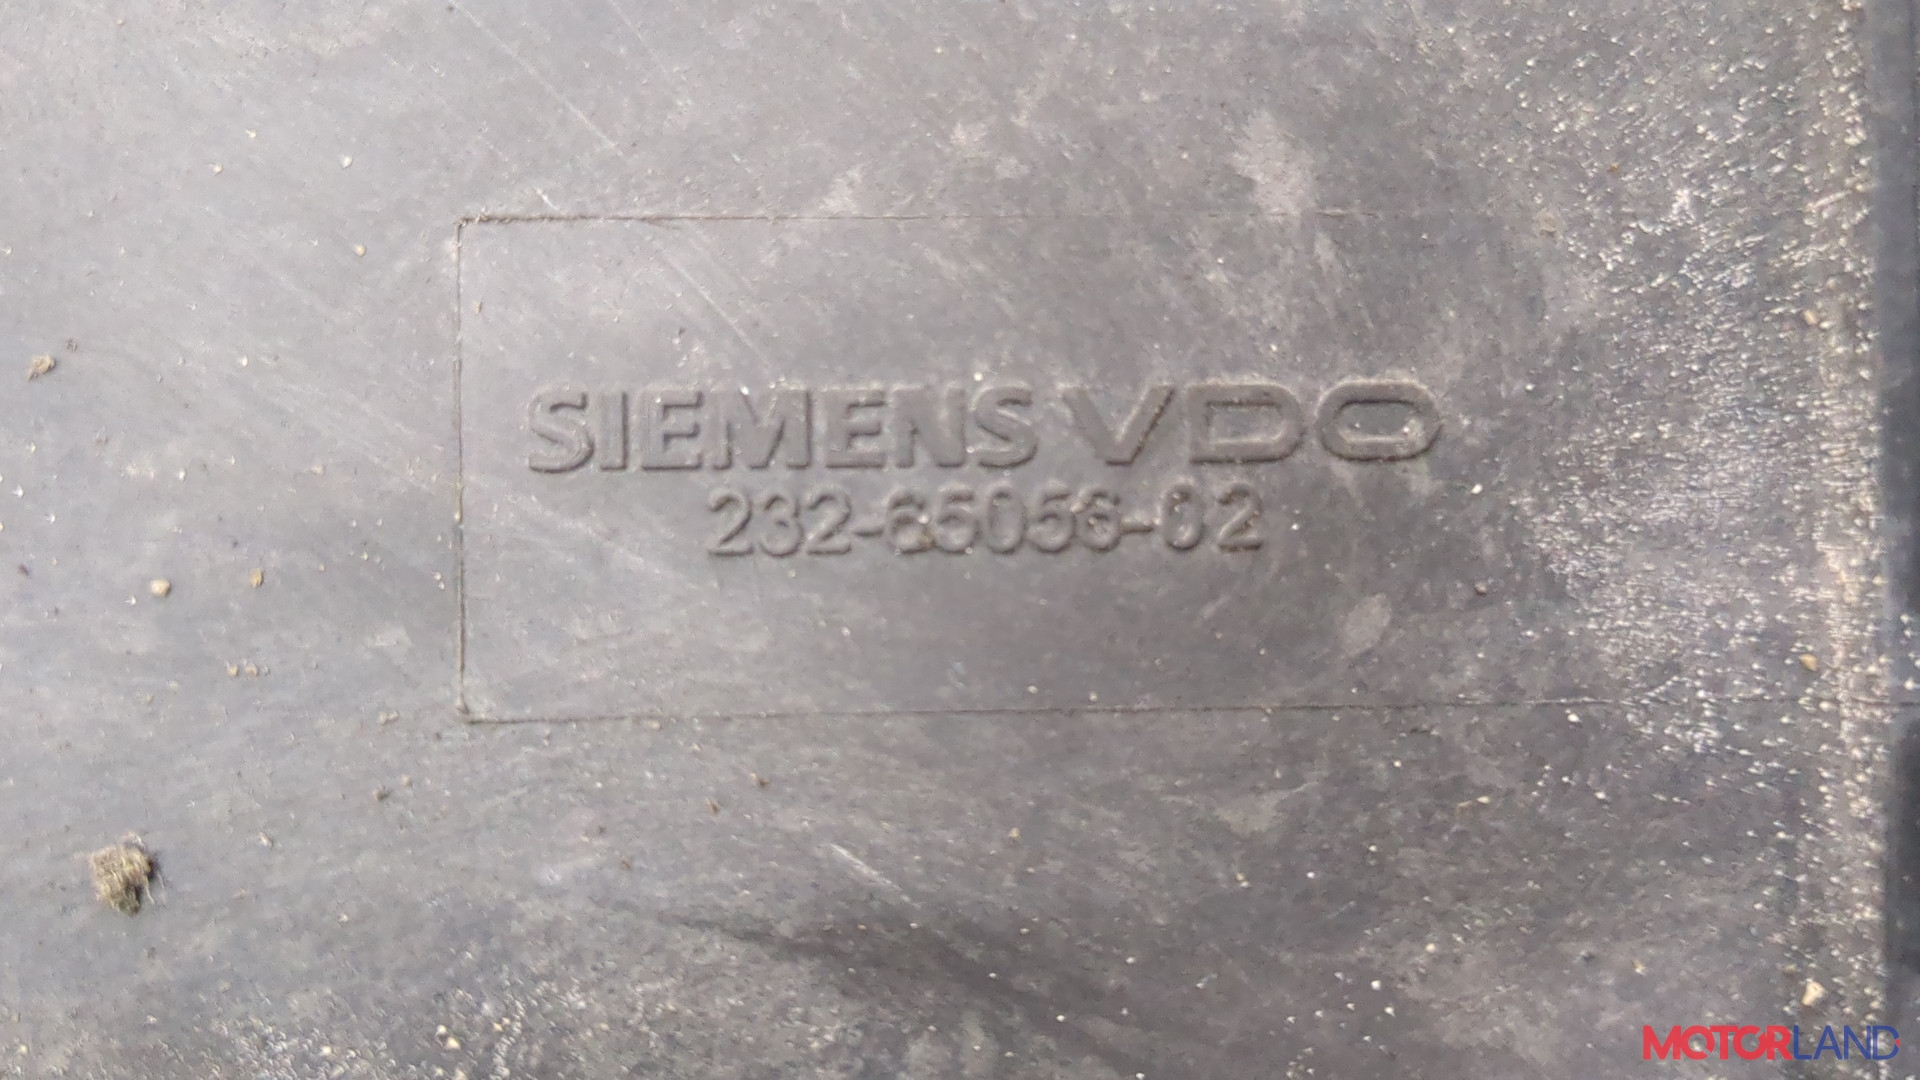 SIEMENS VDO
232-65056-02
MOTORLAND